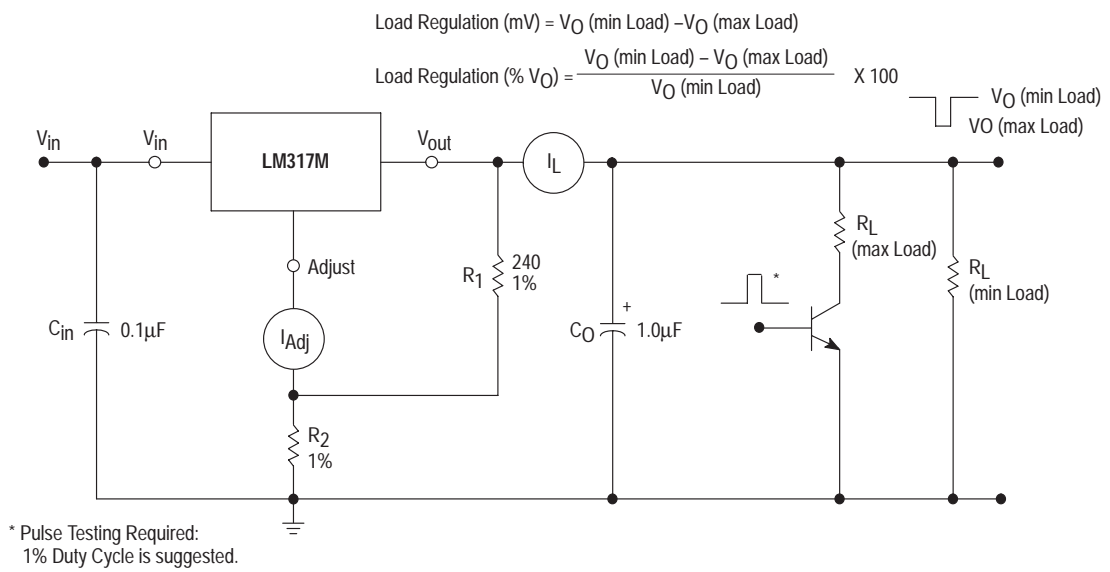 Load Regulation (mV) = VO (min Load) –VO (max Load)
Load Regulation (% VO) = VO (min Load) – VO (max Load)
VO (min Load)
X 100
VO (min Load)
VO (max Load)
Vin
Vin
LM317M
Vout
IL
Adjust
R1
240
1%
RL
(max Load)
*
RL
(min Load)
Cin
0.1µF
IAdj
CO
+
1.0µF
R2
1%
* Pulse Testing Required:
1% Duty Cycle is suggested.